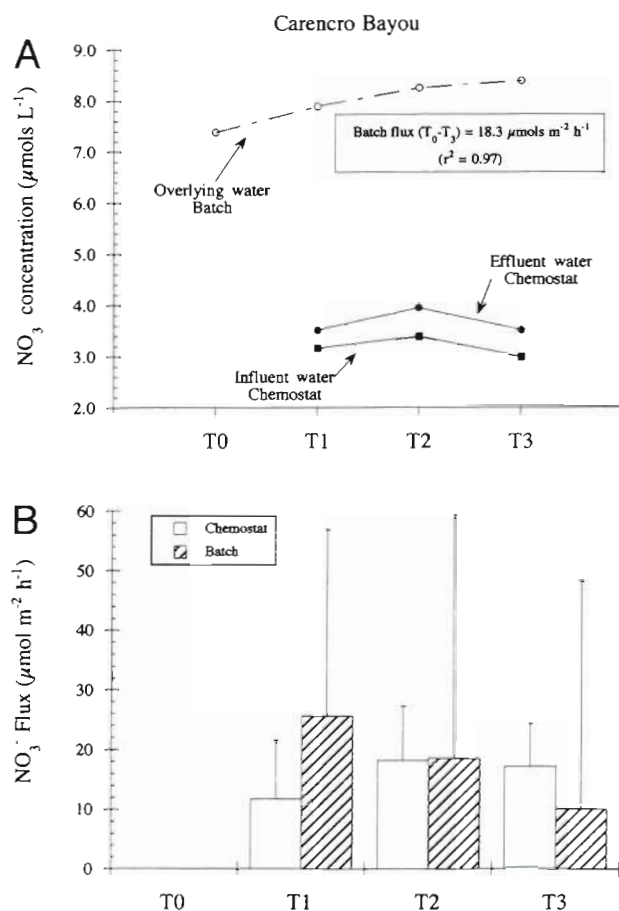 Carencro Bayou
A
9.0
8.0
7.0
6.0
5.0
4.0
3.0
2.0
NO3 concentration (µmols L⁻¹)
Batch flux (T0-T3) = 18.3 µmols m⁻² h⁻¹
(r² = 0.97)
Overlying water
Batch
Effluent water
Chemostat
Influent water
Chemostat
T0 T1 T2 T3
B
60
50
40
30
20
10
0
NO3⁻ Flux (µmol m⁻² h⁻¹)
Chemostat
Batch
T0 T1 T2 T3